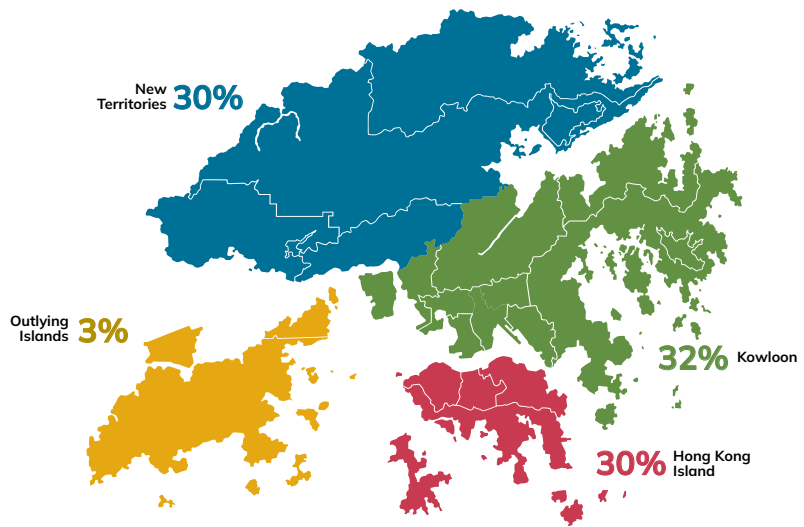 New
Territories
30%
Outlying
Islands
3%
32%
Kowloon
30%
Hong Kong
Island